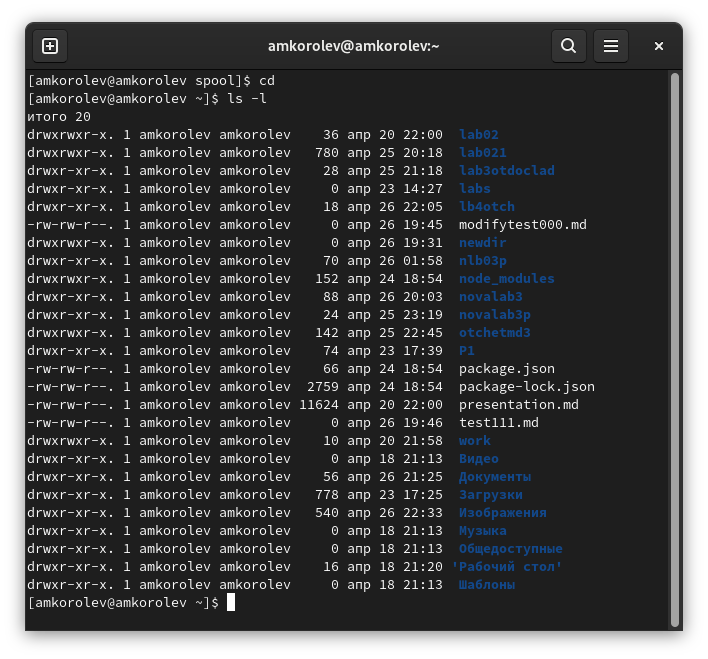 amkorolev@amkorolev:~
[amkorolev@amkorolev spool]$ cd
[amkorolev@amkorolev ~]$ ls -l
итого 20
drwxrwxr-x. 1 amkorolev amkorolev    36 апр 20 22:00  lab02
drwxrwxr-x. 1 amkorolev amkorolev   780 апр 25 20:18  lab021
drwxr-xr-x. 1 amkorolev amkorolev    28 апр 25 21:18  lab3otdoclad
drwxr-xr-x. 1 amkorolev amkorolev     0 апр 23 14:27  labs
drwxr-xr-x. 1 amkorolev amkorolev    18 апр 26 22:05  lb4otch
-rw-rw-r--. 1 amkorolev amkorolev     0 апр 26 19:45  modifytest000.md
drwxrwxr-x. 1 amkorolev amkorolev     0 апр 26 19:31  newdir
drwxr-xr-x. 1 amkorolev amkorolev    70 апр 26 01:58  nlb03p
drwxrwxr-x. 1 amkorolev amkorolev   152 апр 24 18:54  node_modules
drwxr-xr-x. 1 amkorolev amkorolev    88 апр 26 20:03  novalab3
drwxr-xr-x. 1 amkorolev amkorolev    24 апр 25 23:19  novalab3p
drwxrwxr-x. 1 amkorolev amkorolev   142 апр 25 22:45  otchetmd3
drwxr-xr-x. 1 amkorolev amkorolev    74 апр 23 17:39  P1
-rw-rw-r--. 1 amkorolev amkorolev    66 апр 24 18:54  package.json
-rw-rw-r--. 1 amkorolev amkorolev  2759 апр 24 18:54  package-lock.json
-rw-rw-r--. 1 amkorolev amkorolev 11624 апр 20 22:00  presentation.md
-rw-rw-r--. 1 amkorolev amkorolev     0 апр 26 19:46  test111.md
drwxrwxr-x. 1 amkorolev amkorolev    10 апр 20 21:58  work
drwxr-xr-x. 1 amkorolev amkorolev     0 апр 18 21:13  Видео
drwxr-xr-x. 1 amkorolev amkorolev    56 апр 26 21:25  Документы
drwxr-xr-x. 1 amkorolev amkorolev   778 апр 23 17:25  Загрузки
drwxr-xr-x. 1 amkorolev amkorolev   540 апр 26 22:33  Изображения
drwxr-xr-x. 1 amkorolev amkorolev     0 апр 18 21:13  Музыка
drwxr-xr-x. 1 amkorolev amkorolev     0 апр 18 21:13  Общедоступные
drwxr-xr-x. 1 amkorolev amkorolev    16 апр 18 21:20 'Рабочий стол'
drwxr-xr-x. 1 amkorolev amkorolev     0 апр 18 21:13  Шаблоны
[amkorolev@amkorolev ~]$